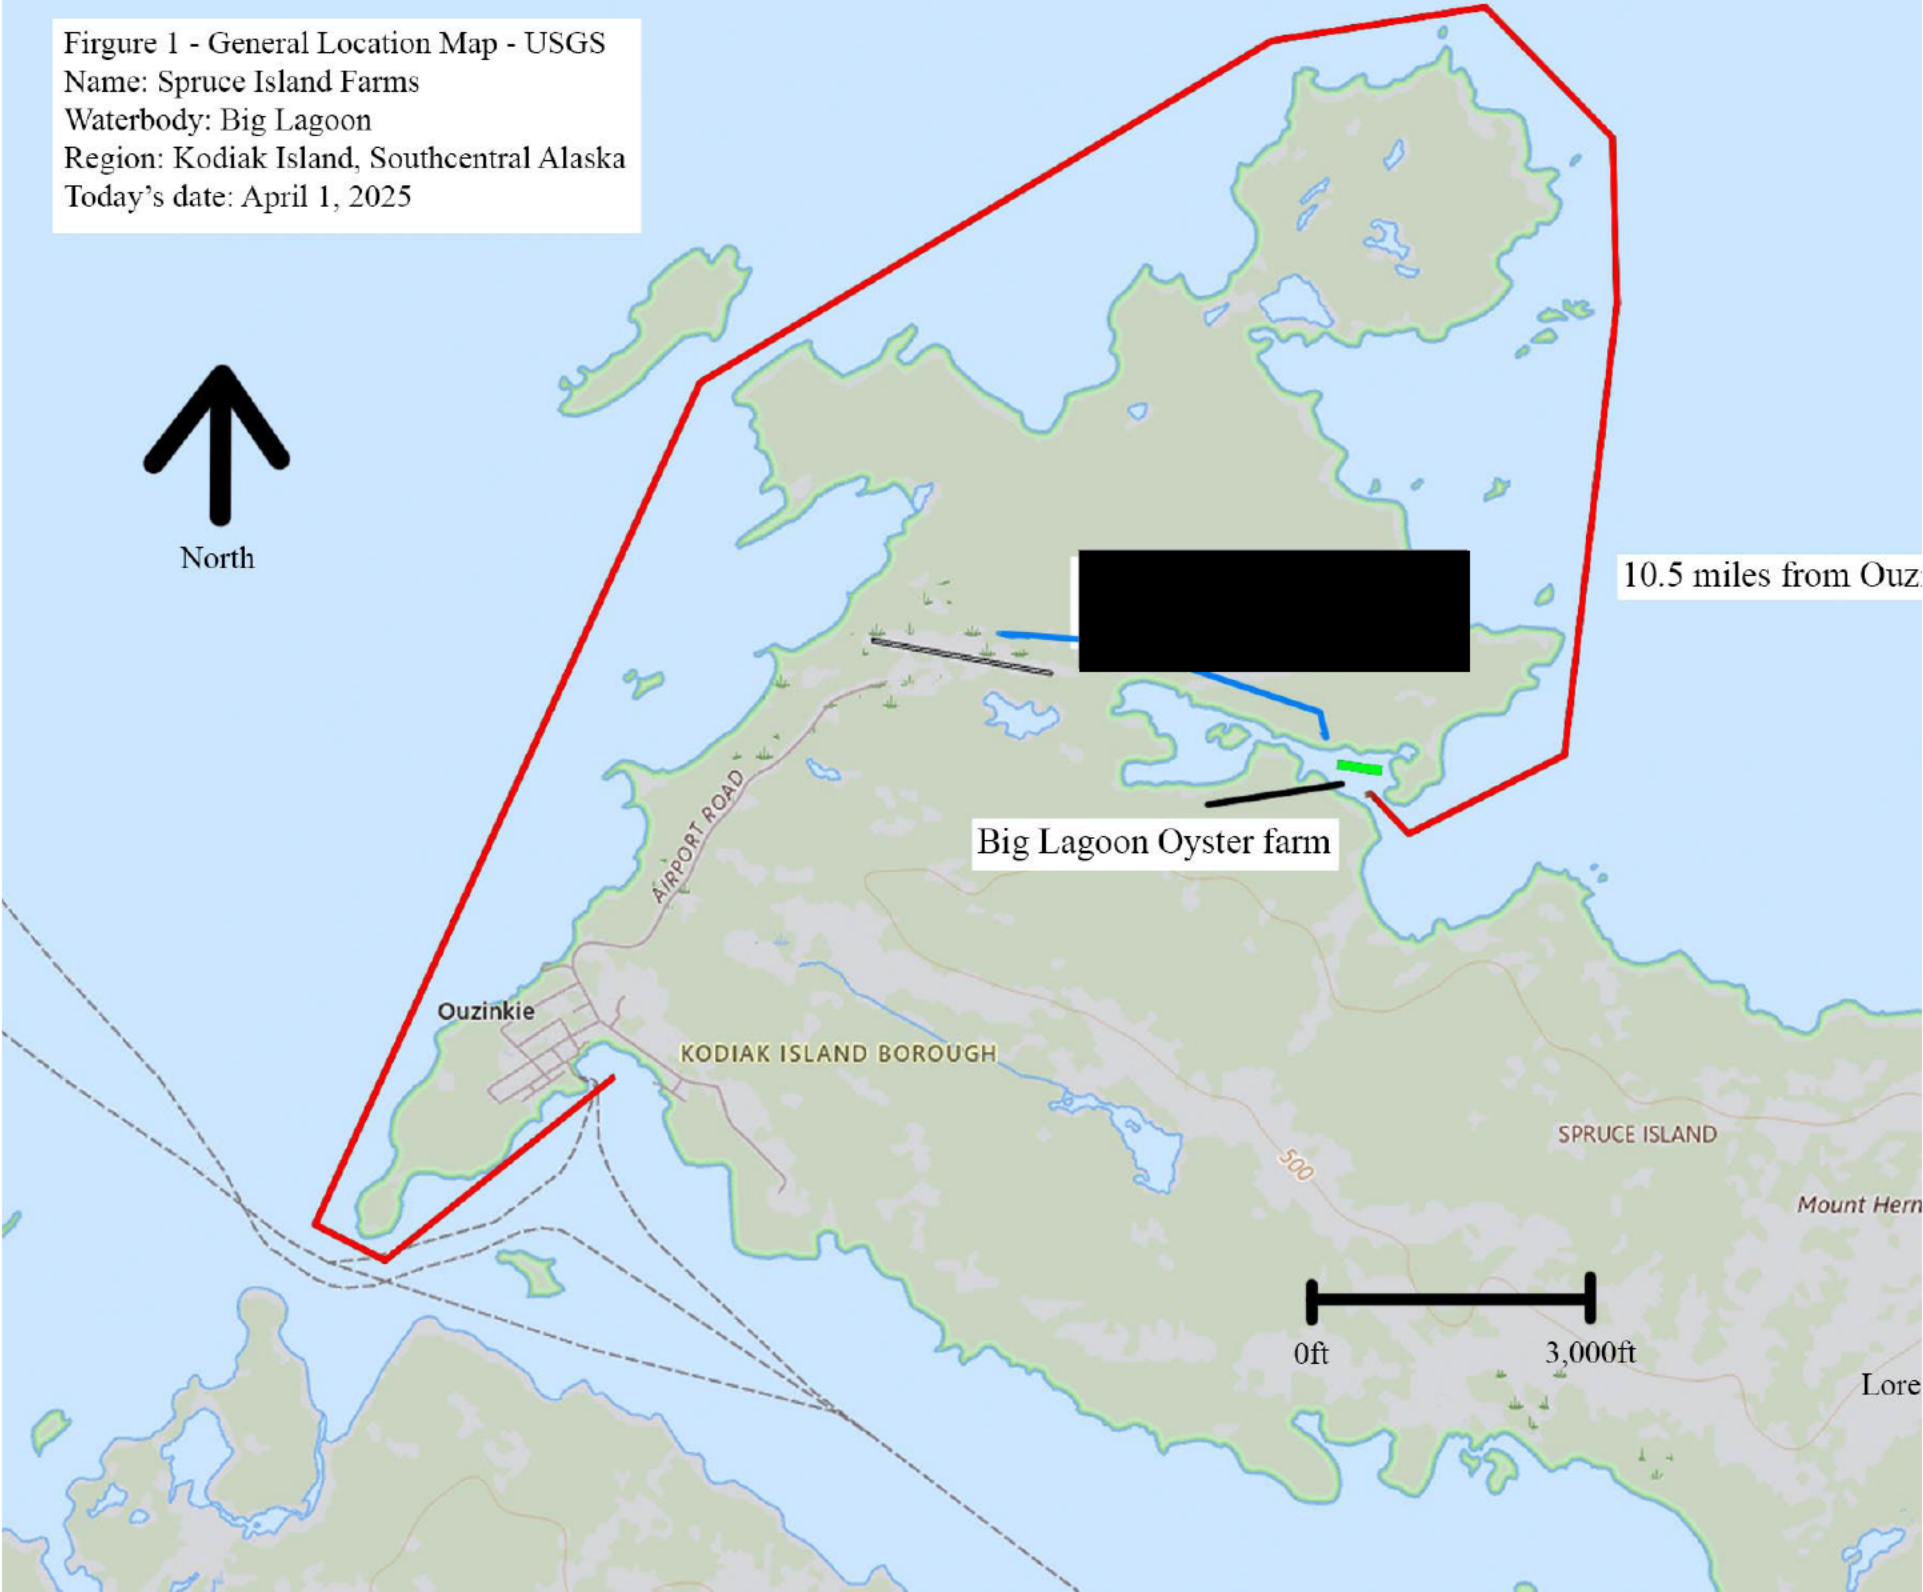 Firgure 1 - General Location Map - USGS
Name: Spruce Island Farms
Waterbody: Big Lagoon
Region: Kodiak Island, Southcentral Alaska
Today's date: April 1, 2025
North
10.5 miles from
AIRPORT ROAD
Big Lagoon Oyster farm
Ouzinkie
KODIAK ISLAND BOROUGH
SPRUCE ISLAND
500
Mount
0ft
3,000ft